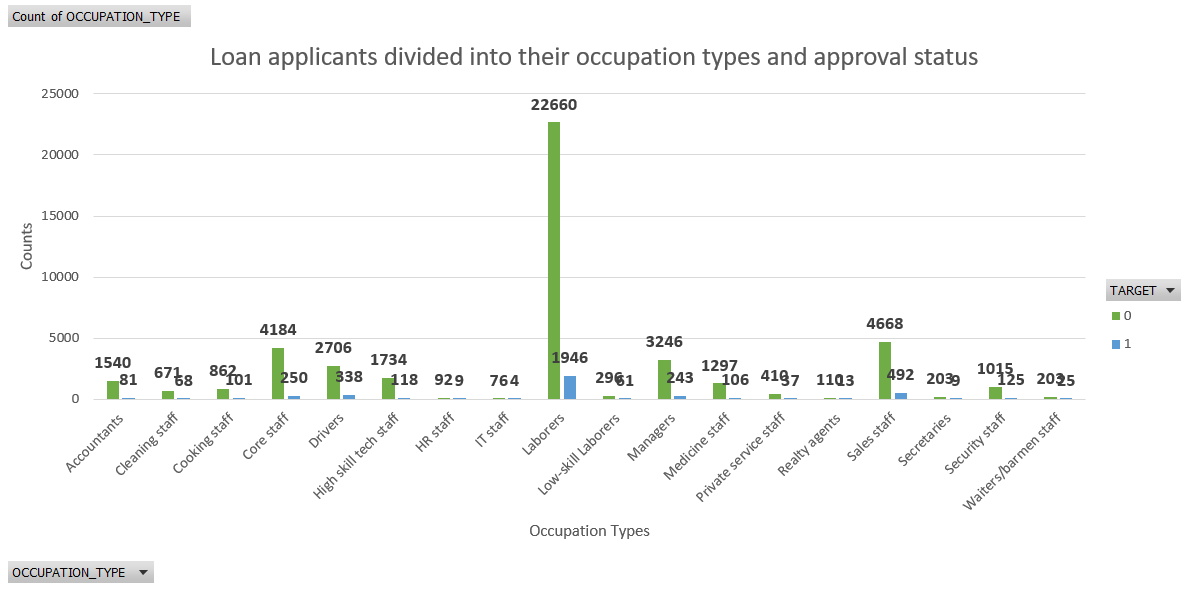 Count of OCCUPATION_TYPE
Loan applicants divided into their occupation types and approval status
25000
20000
15000
10000
5000
0
Counts
1540
81
671
68
862
101
4184
250
2706
338
1734
118
92
9
76
4
22660
1946
296
61
3246
243
1297
106
410
37
110
13
4668
492
203
9
1015
125
203
25
Accountants
Cleaning staff
Cooking staff
Core staff
Drivers
High skill tech staff
HR staff
IT staff
Laborers
Low-skill Laborers
Managers
Medicine staff
Private service staff
Realty agents
Sales staff
Secretaries
Security staff
Waiters/barmen staff
Occupation Types
TARGET
0
1
OCCUPATION_TYPE